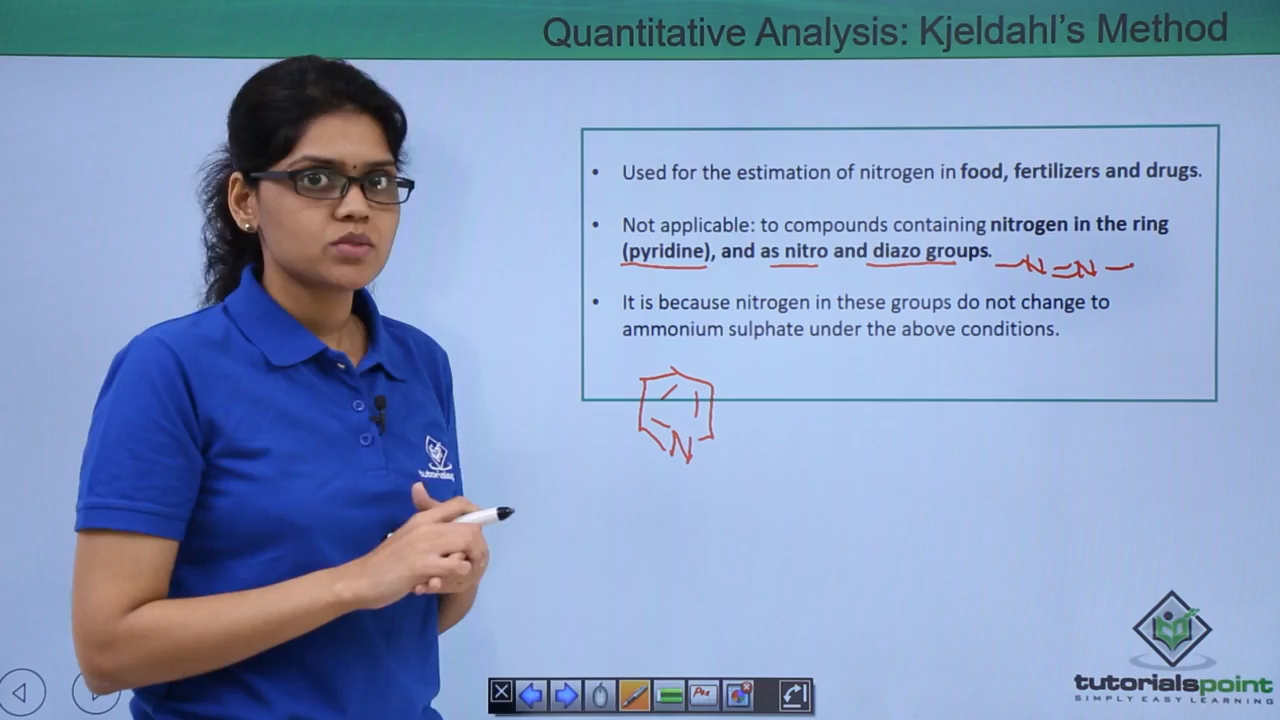 Quantitative Analysis: Kjeldahl's Method
• Used for the estimation of nitrogen in food, fertilizers and drugs.
• Not applicable: to compounds containing nitrogen in the ring
(pyridine), and as nitro and diazo groups. —N=N—
• It is because nitrogen in these groups do not change to
ammonium sulphate under the above conditions.
N
tutorialspoint
Pen
tutorialspoint
SIMPLY EASY LEARNING